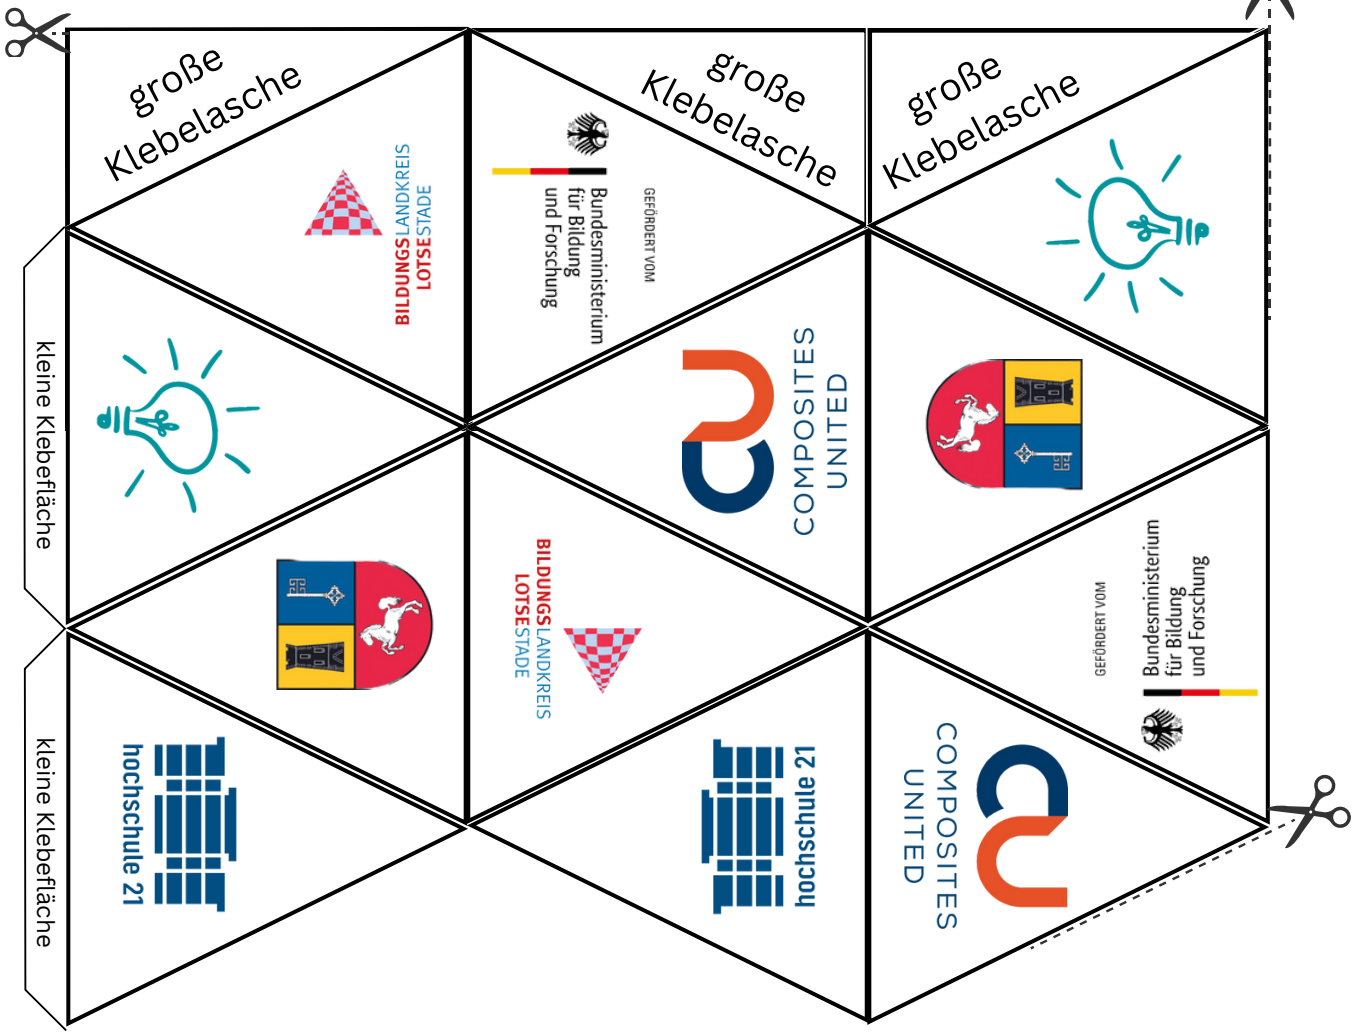 große
Klebelasche
große
Klebelasche
große
Klebelasche
BILDUNGSLANDKREIS
LOTSESTADE
Bundesministerium
für Bildung
und Forschung
GEFÖRDERT VOM
kleine Klebefläche
COMPOSITES
UNITED
BILDUNGSLANDKREIS
LOTSESTADE
GEFÖRDERT VOM
Bundesministerium
für Bildung
und Forschung
kleine Klebefläche
hochschule 21
hochschule 21
COMPOSITES
UNITED